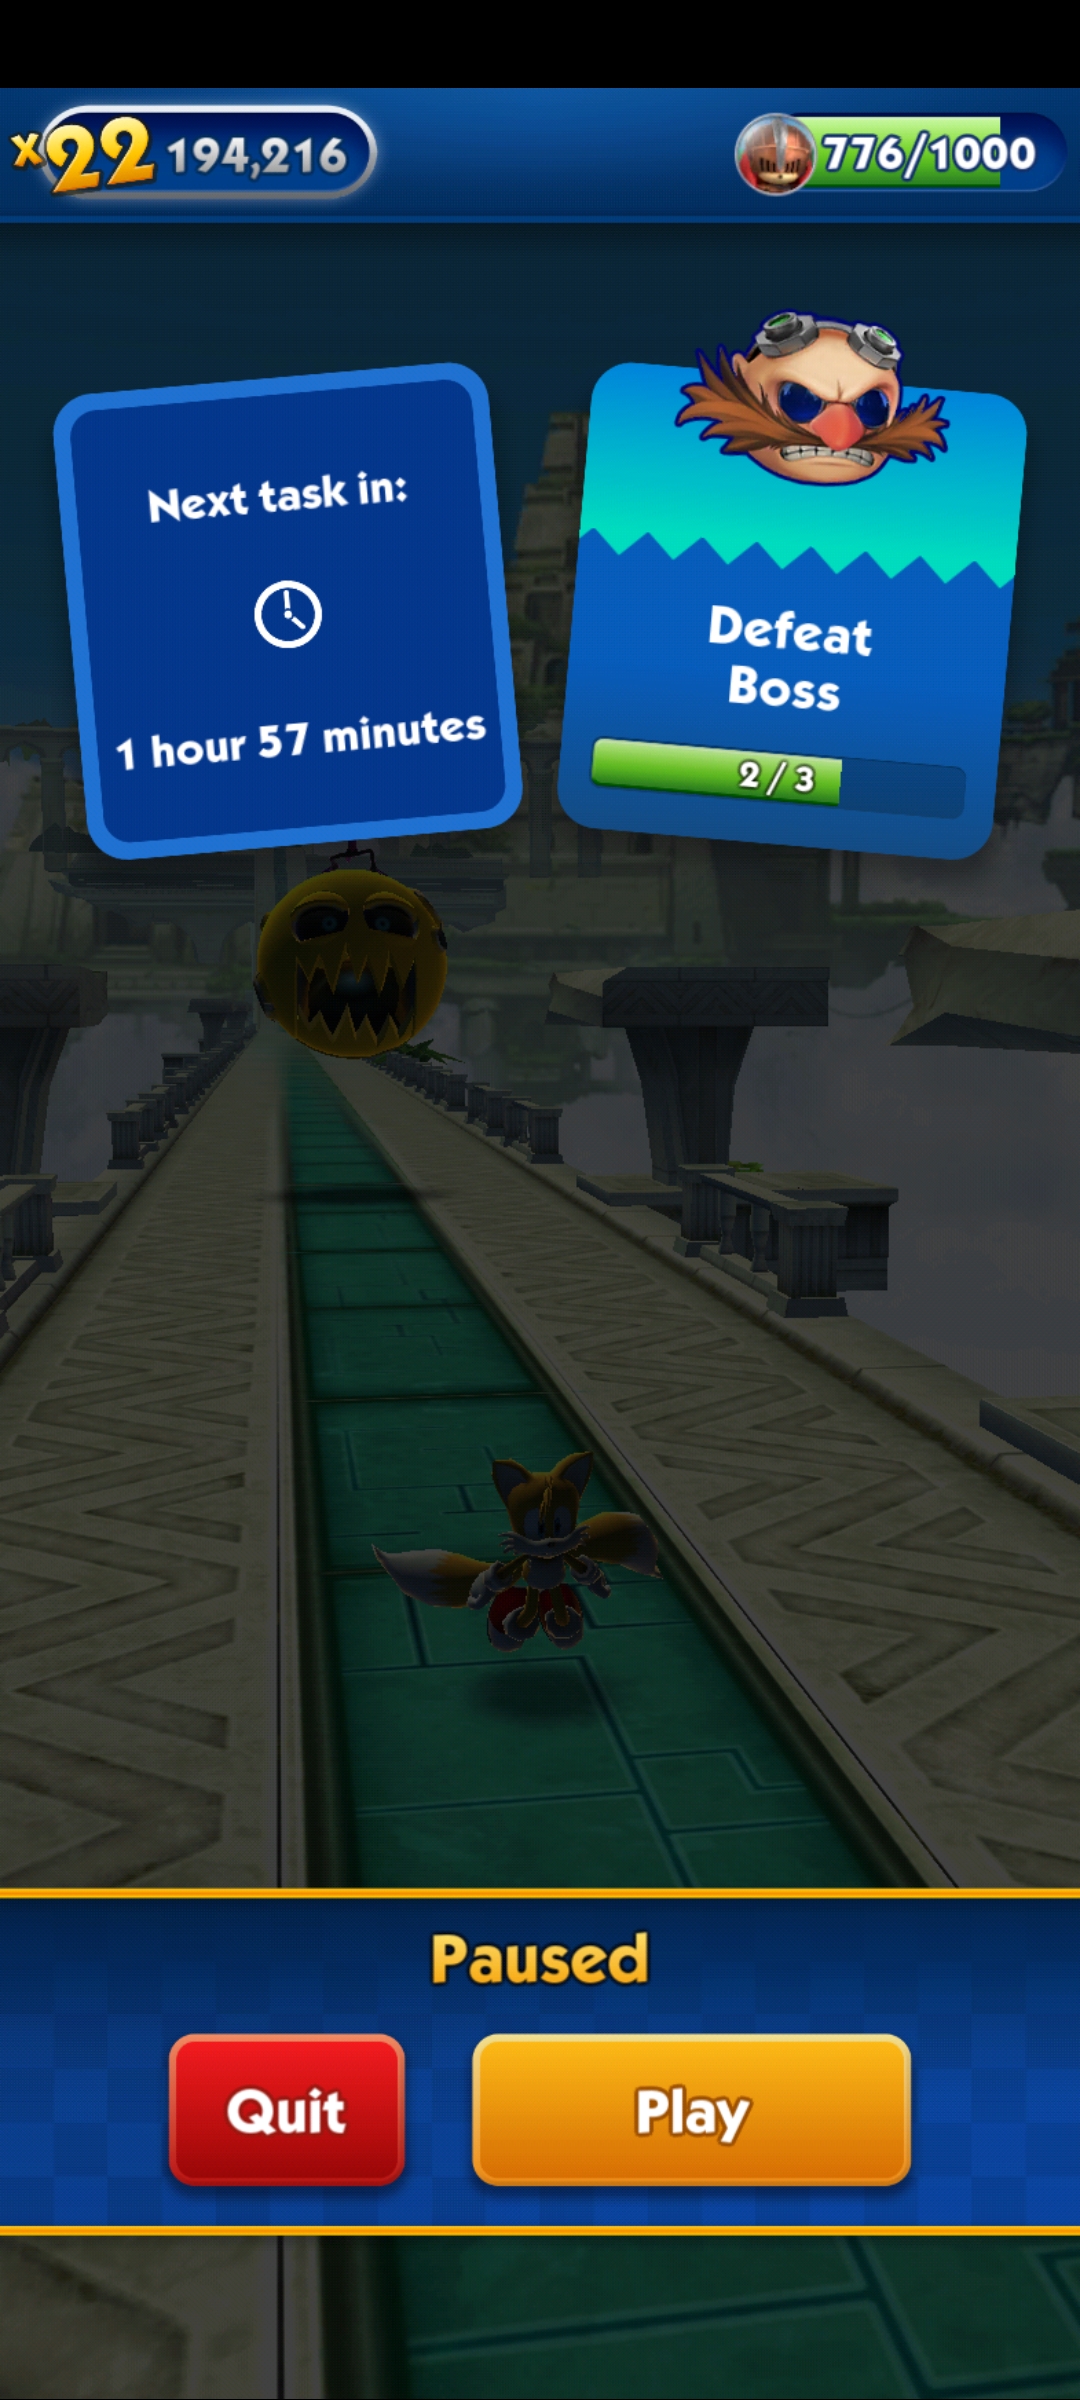 x22 194,216
776/1000
Next task in:
1 hour 57 minutes
Defeat
Boss
2/3
Paused
Quit
Play